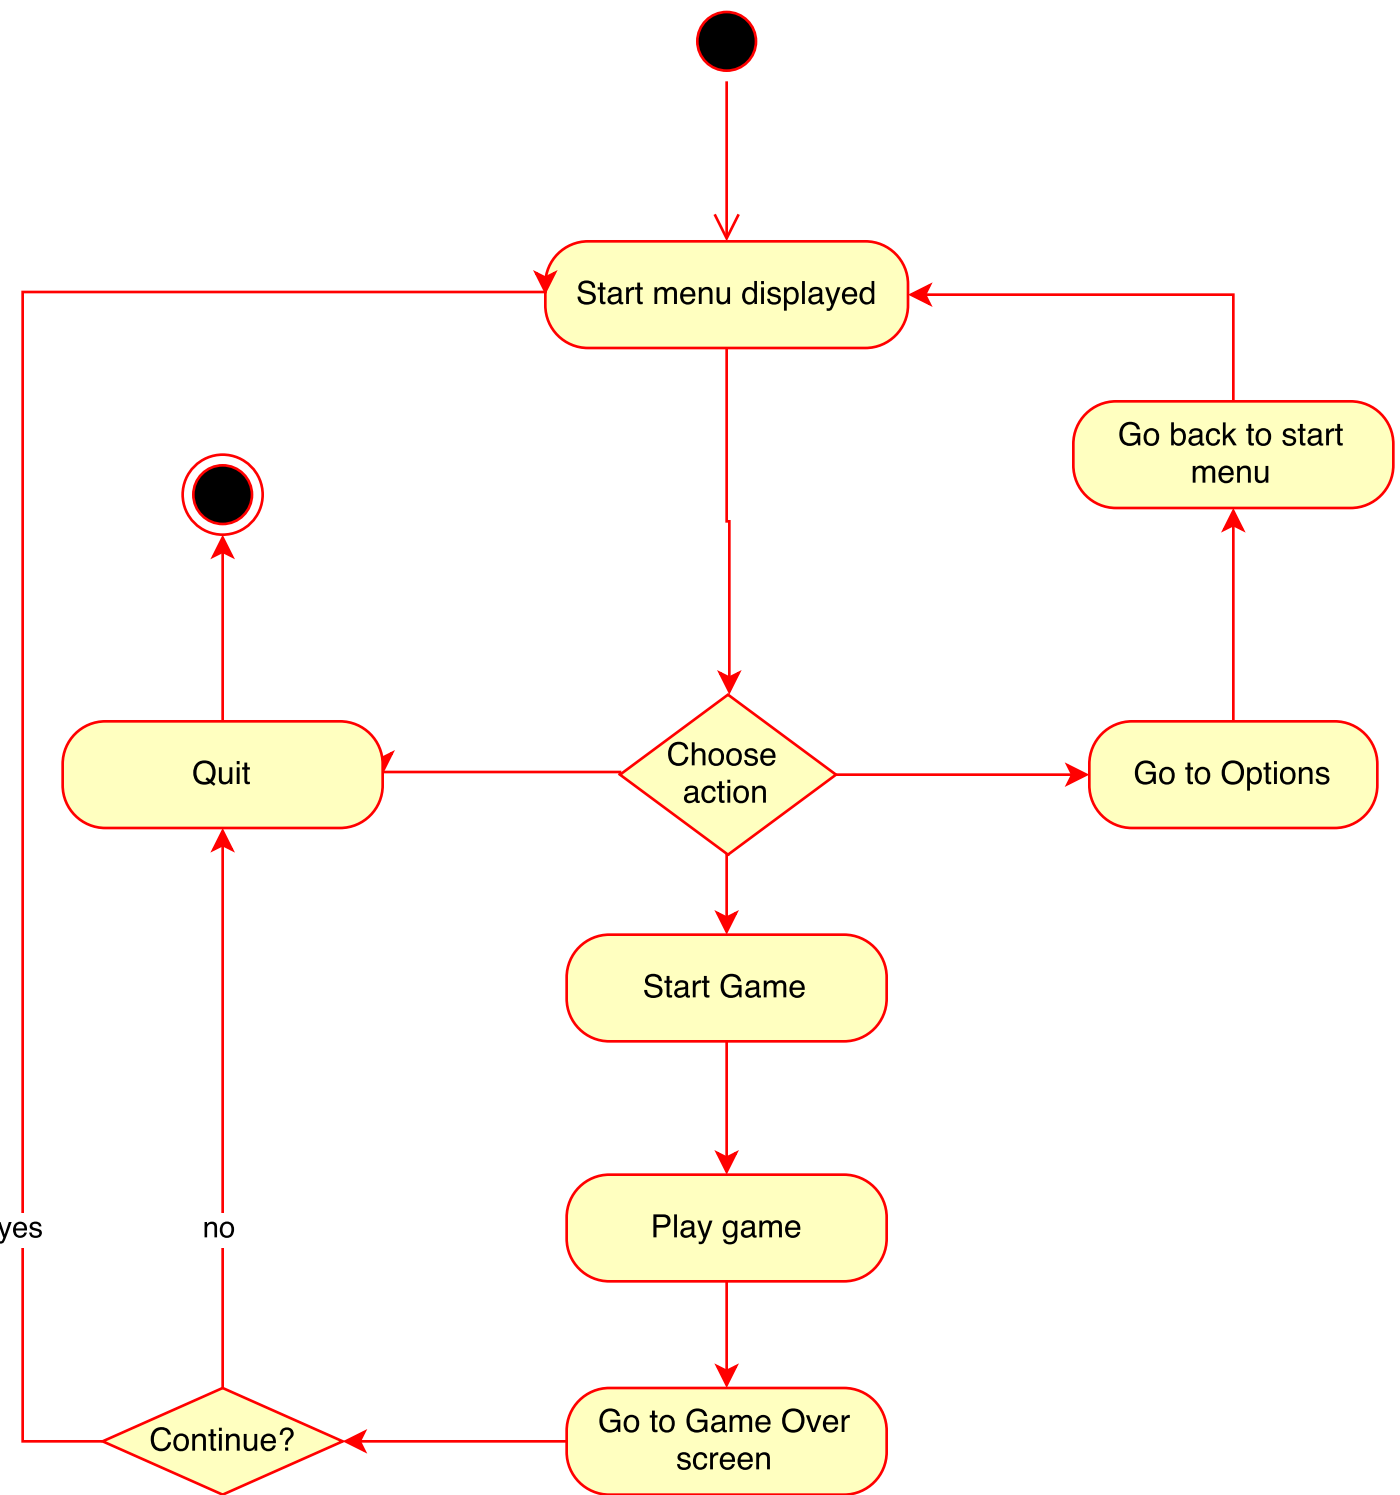 Start menu displayed
Go back to start
menu
Choose
action
Quit
Go to Options
Start Game
yes
no
Play game
Go to Game Over
screen
Continue?